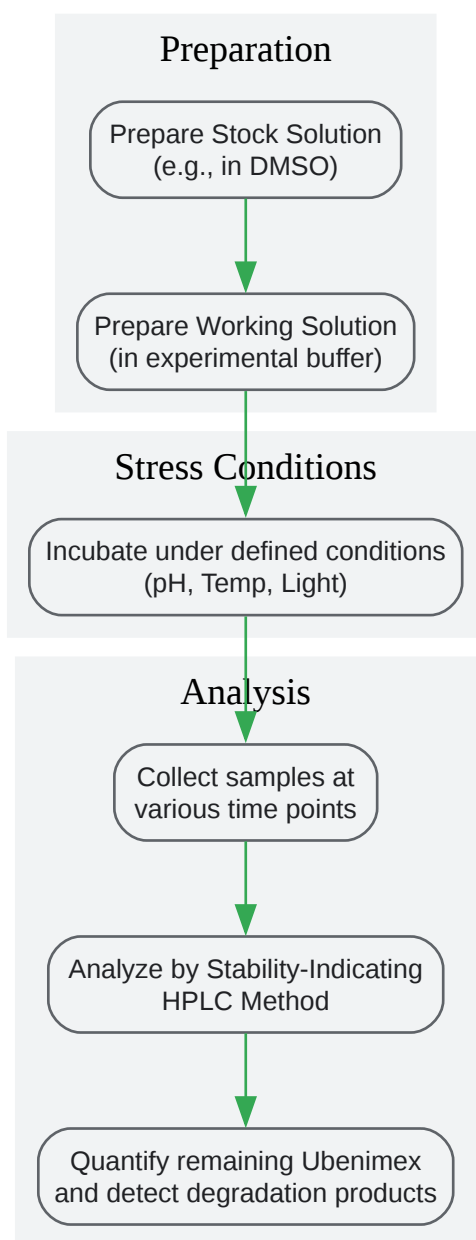 Preparation
Prepare Stock Solution
(e.g., in DMSO)
Prepare Working Solution
(in experimental buffer)
Stress Conditions
Incubate under defined conditions
(pH, Temp, Light)
Analysis
Collect samples at
various time points
Analyze by Stability-Indicating
HPLC Method
Quantify remaining Ubenimex
and detect degradation products